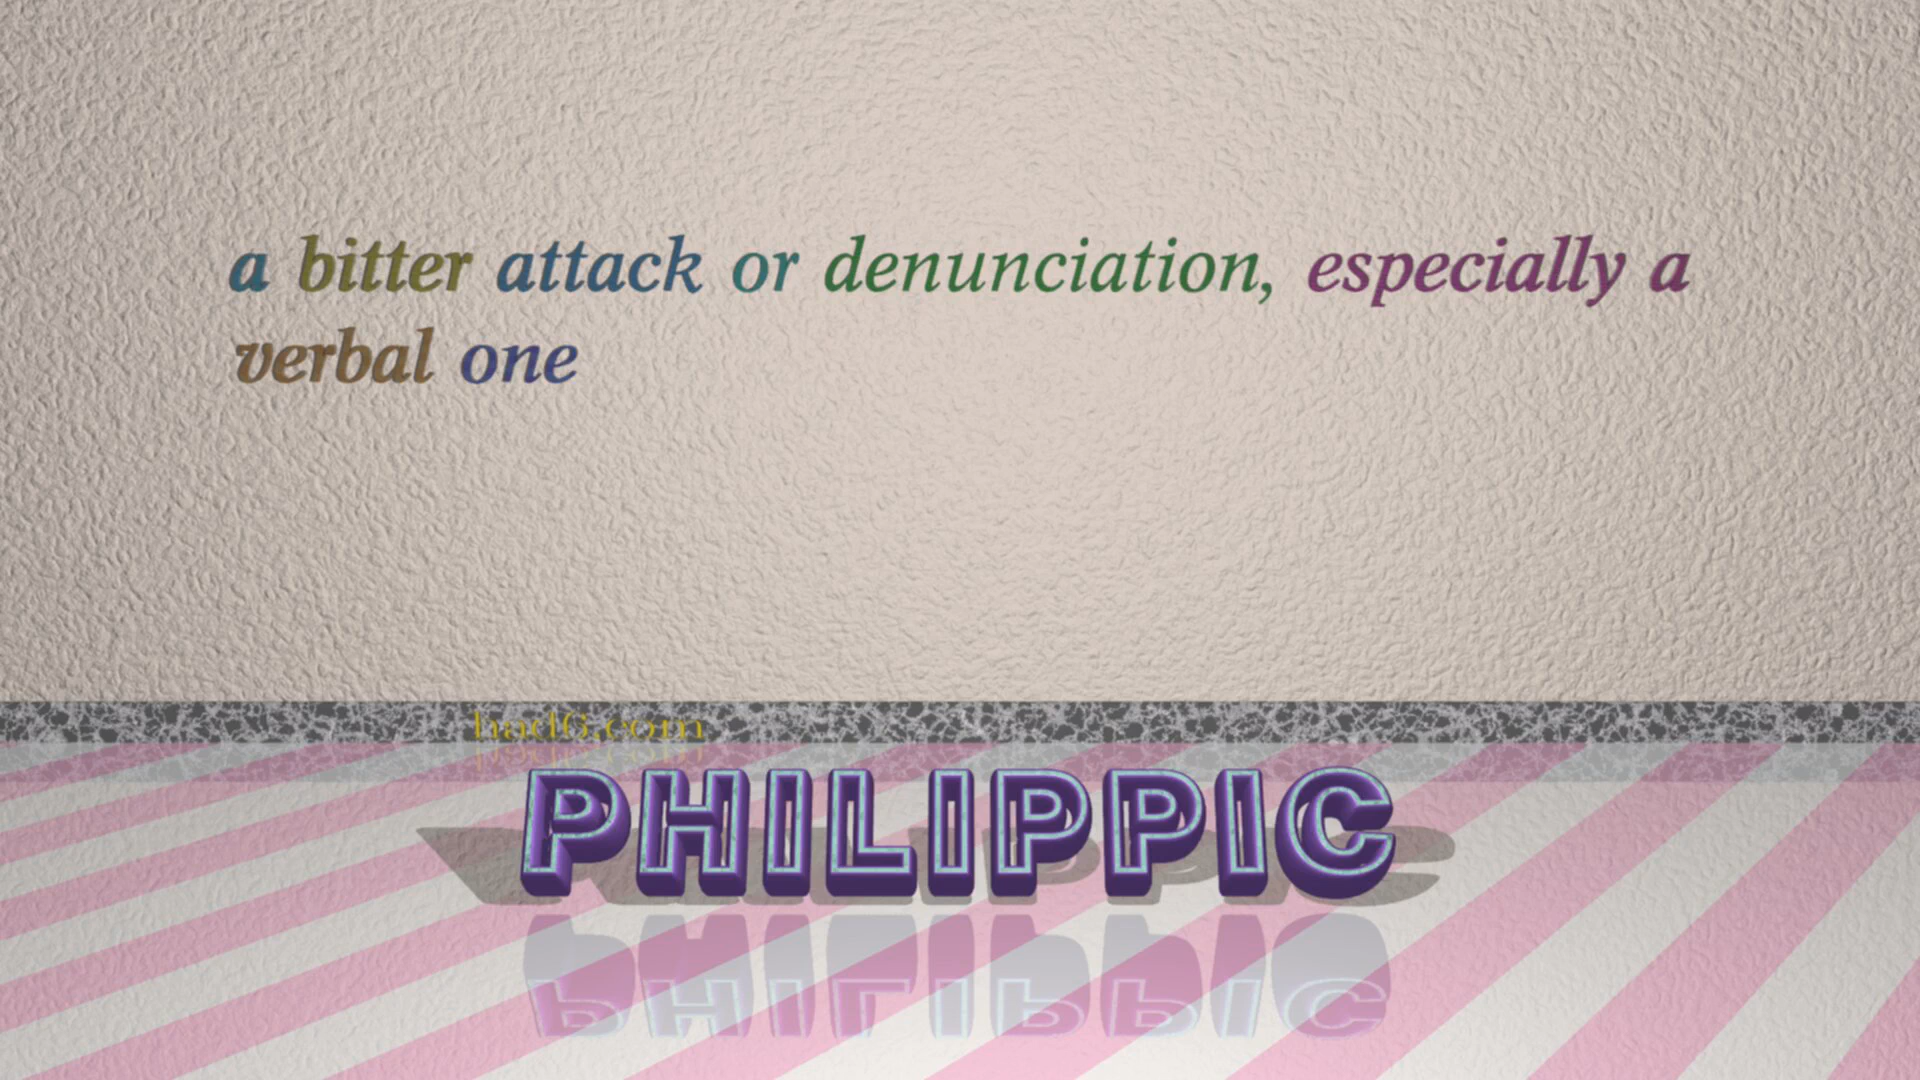 a bitter attack or denunciation, especially a
verbal one
had6.com
PHILIPPIC